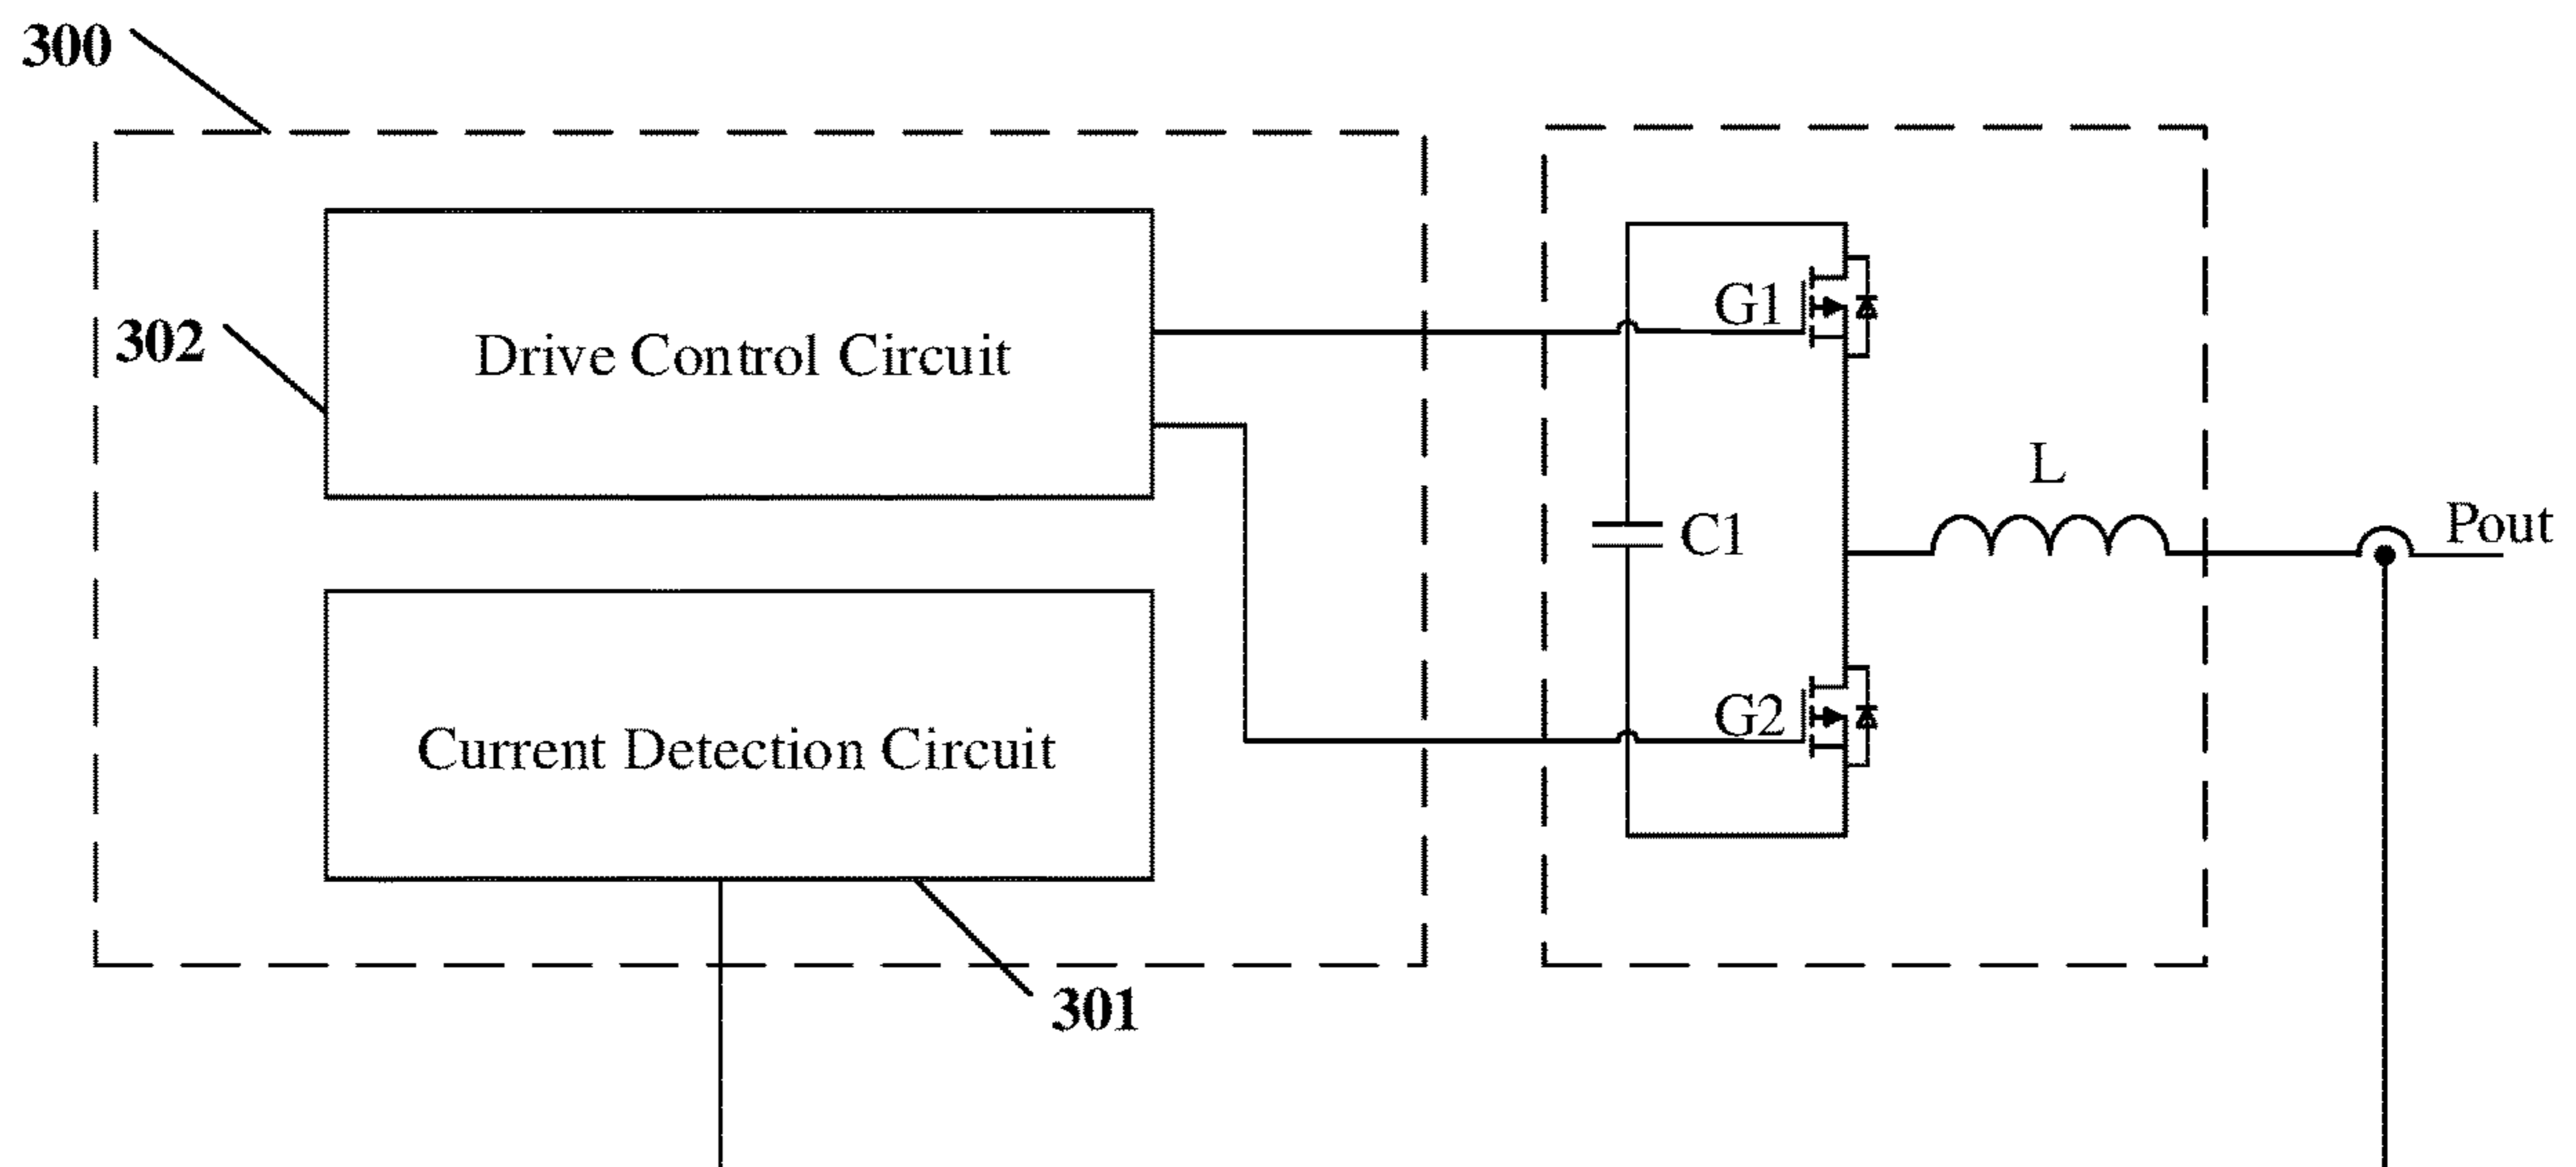 300
302
Drive Control Circuit
G1
L
Pout
C1
G2
Current Detection Circuit
301